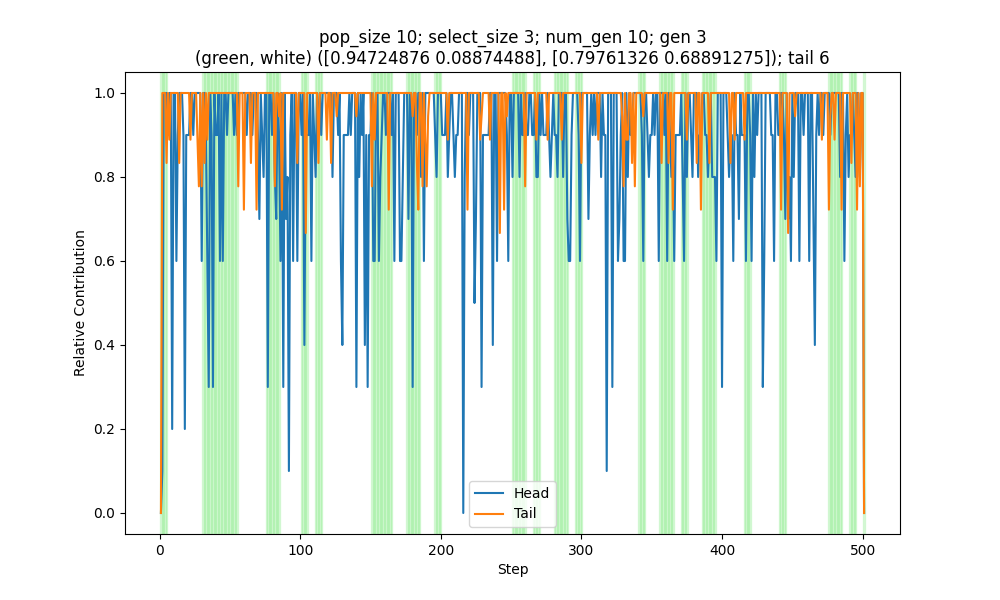 pop_size 10; select_size 3; num_gen 10; gen 3
(green, white) ([0.94724876 0.08874488], [0.79761326 0.68891275]); tail 6
1.0
0.8
0.6
0.4
0.2
0.0
Relative Contribution
Head
Tail
0
100
200
300
400
500
Step